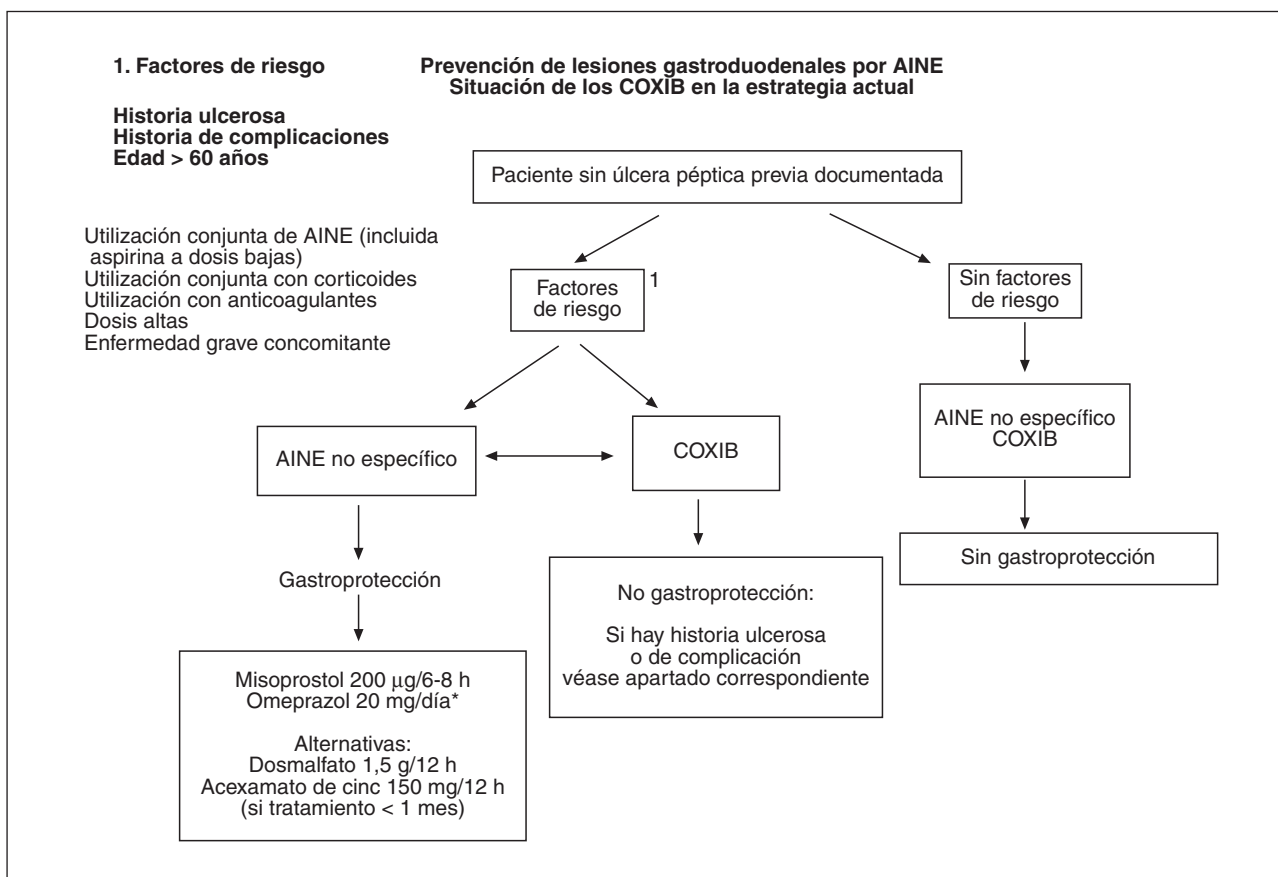 1. Factores de riesgo
Prevención de lesiones gastroduodenales por AINE
Situación de los COXIB en la estrategia actual
Historia ulcerosa
Historia de complicaciones
Edad > 60 años
Utilización conjunta de AINE (incluida
aspirina a dosis bajas)
Utilización conjunta con corticoides
Utilización con anticoagulantes
Dosis altas
Enfermedad grave concomitante
Paciente sin úlcera péptica previa documentada
Factores
de riesgo
1
Sin factores
de riesgo
AINE no específico
COXIB
AINE no específico
COXIB
Gastroprotección
No gastroprotección:
Si hay historia ulcerosa
o de complicación
véase apartado correspondiente
Sin gastroprotección
Misoprostol 200 μg/6-8 h
Omeprazol 20 mg/día*
Alternativas:
Dosmalfato 1,5 g/12 h
Acexamato de cinc 150 mg/12 h
(si tratamiento < 1 mes)